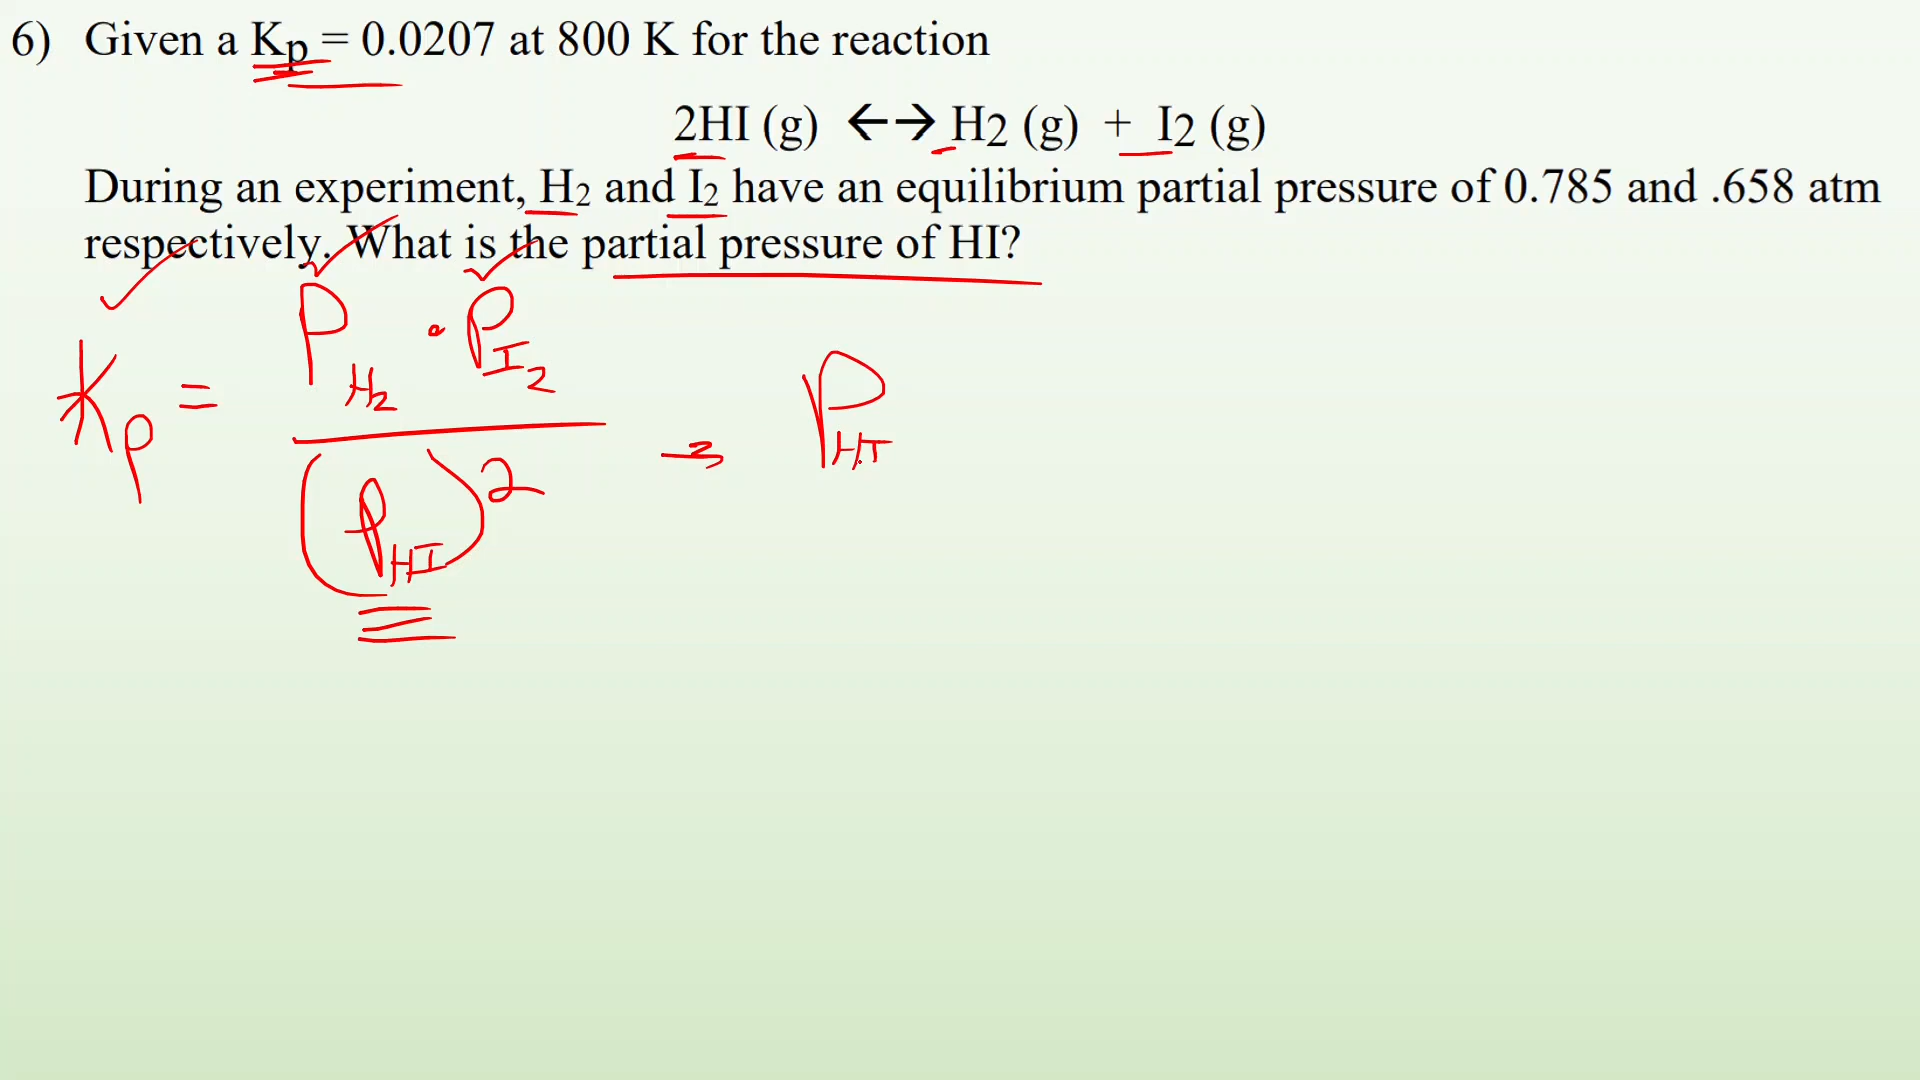 6) Given a Kp = 0.0207 at 800 K for the reaction
2HI (g) ←→ H2 (g) + I2 (g)
During an experiment, H2 and I2 have an equilibrium partial pressure of 0.785 and .658 atm
respectively. What is the partial pressure of HI?
Kp = PH2 · PI2 / (PHI)2 ⇒ PHI